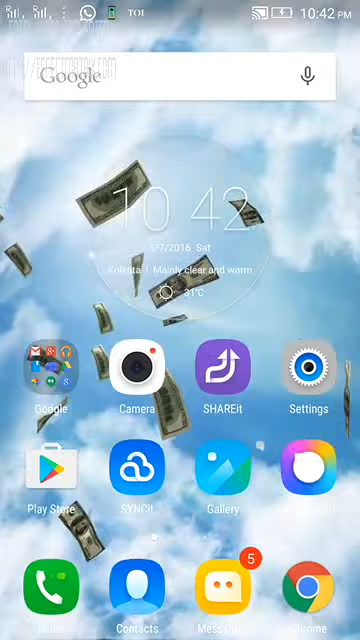 TOI
10:42 PM
Google
10 42
5/7/2016 Sat
Kolkata | Mainly clear and warm
31°C
Google
Camera
SHAREit
Settings
Play Store
SYNCit
Gallery
5
Contacts
Chrome